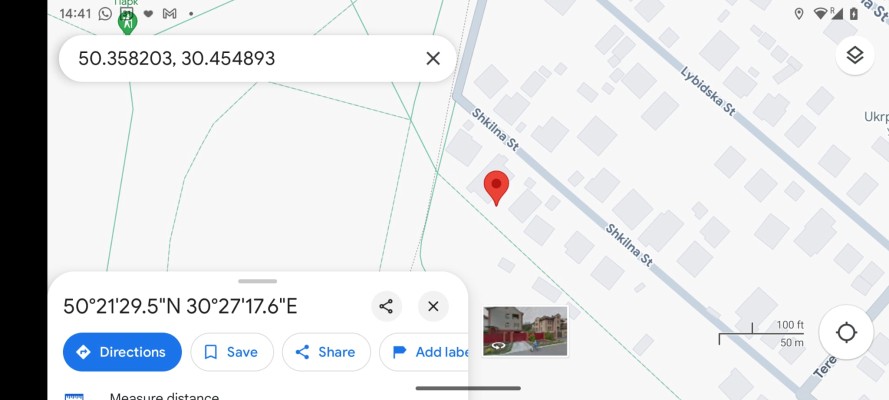 Парк
14:41
50.358203, 30.454893
Lybidska St
Shkilna St
Shkilna St
Ukrp
50°21'29.5"N 30°27'17.6"E
Directions
Save
Share
Add labe
Measure distance
100 ft
50 m
Tere